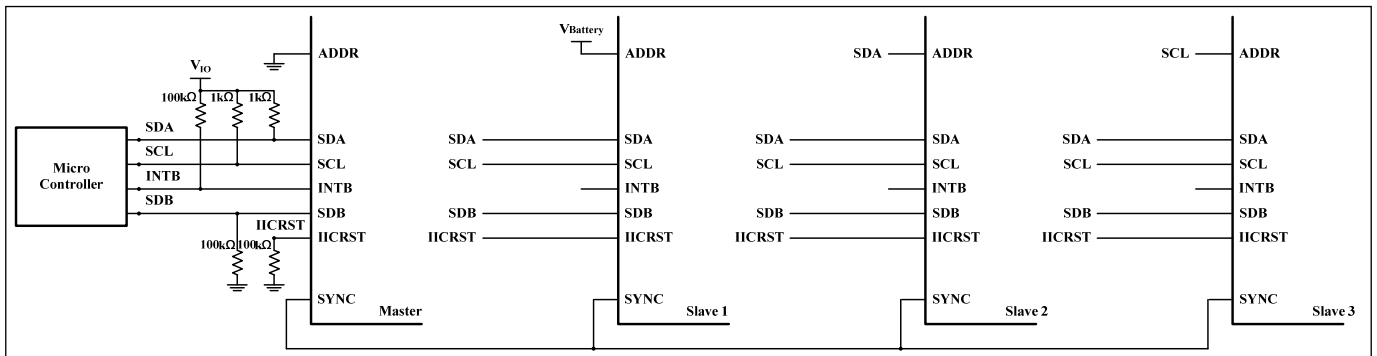 Micro
Controller
SDA
SCL
INTB
SDB
V_IO
100kΩ 1kΩ 1kΩ
100kΩ 100kΩ
IICRST
ADDR
SDA
SCL
INTB
SDB
IICRST
SYNC
Master
VBattery
ADDR
SDA SDA
SCL SCL
INTB
SDB SDB
IICRST IICRST
SYNC
Slave 1
SDA ADDR
SDA SDA
SCL SCL
INTB
SDB SDB
IICRST IICRST
SYNC
Slave 2
SCL ADDR
SDA SDA
SCL SCL
INTB
SDB SDB
IICRST IICRST
SYNC
Slave 3